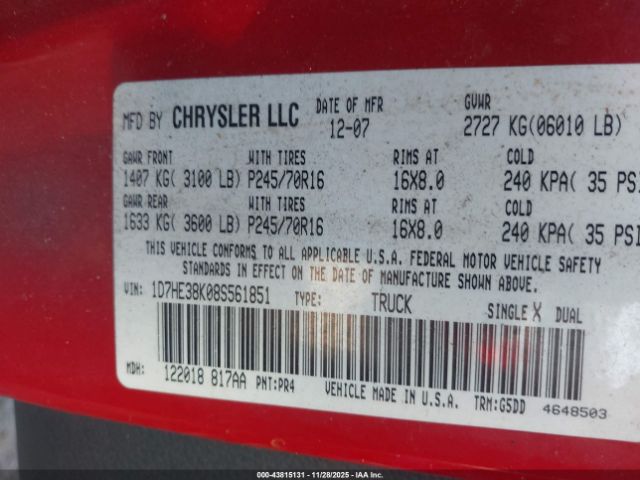 MFD BY CHRYSLER LLC DATE OF MFR 12-07 GVWR 2727 KG(06010 LB)
GAWR FRONT WITH TIRES RIMS AT COLD
1407 KG( 3100 LB) P245/70R16 16X8.0 240 KPA( 35 PSI
GAWR REAR WITH TIRES RIMS AT COLD
1633 KG( 3600 LB) P245/70R16 16X8.0 240 KPA( 35 PSI
THIS VEHICLE CONFORMS TO ALL APPLICABLE U.S.A. FEDERAL MOTOR VEHICLE SAFETY
STANDARDS IN EFFECT ON THE DATE OF MANUFACTURE SHOWN ABOVE.
VIN: 1D7HE38K08S561851 TYPE: TRUCK SINGLE X DUAL
MDH: 122018 817AA PNT:PR4 VEHICLE MADE IN U.S.A. TRM:G5DD 4648503
000-43815131 - 11/28/2025 - IAAI.COM